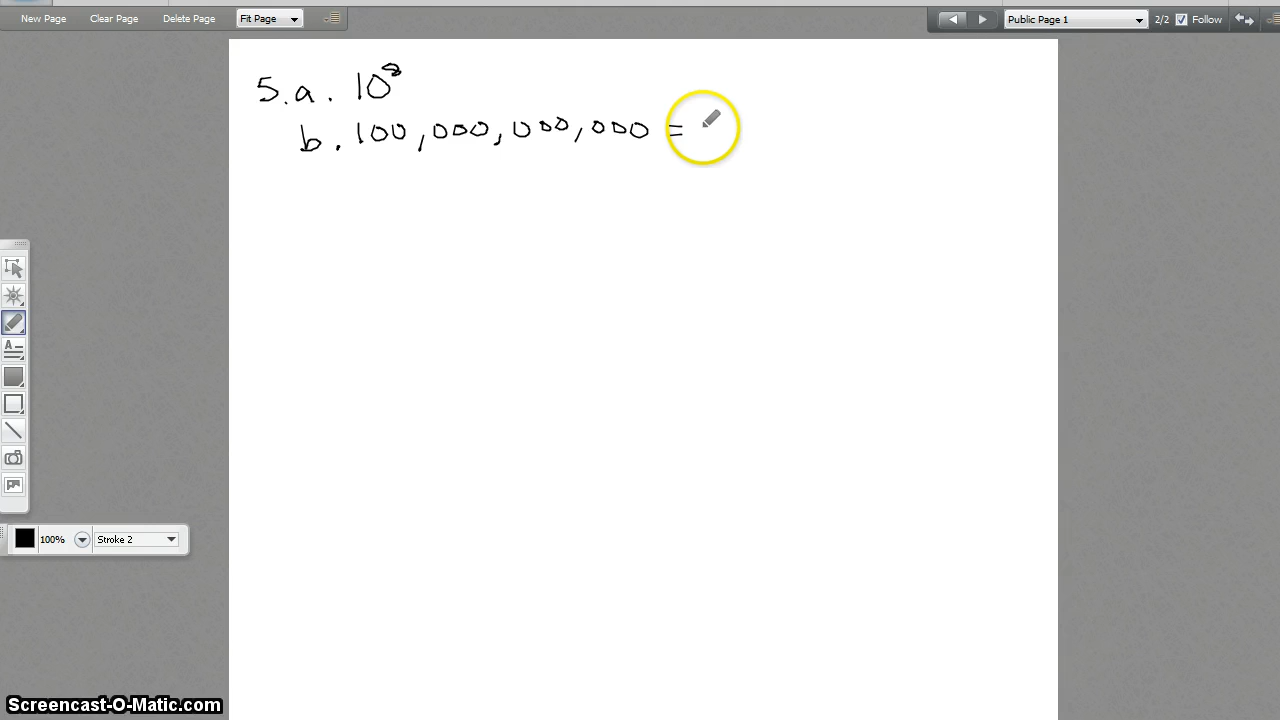 New Page Clear Page Delete Page Fit Page Public Page 1 2/2 Follow
5.a. 10⁸
b. 100,000,000,000 =
100% Stroke 2
Screencast-O-Matic.com